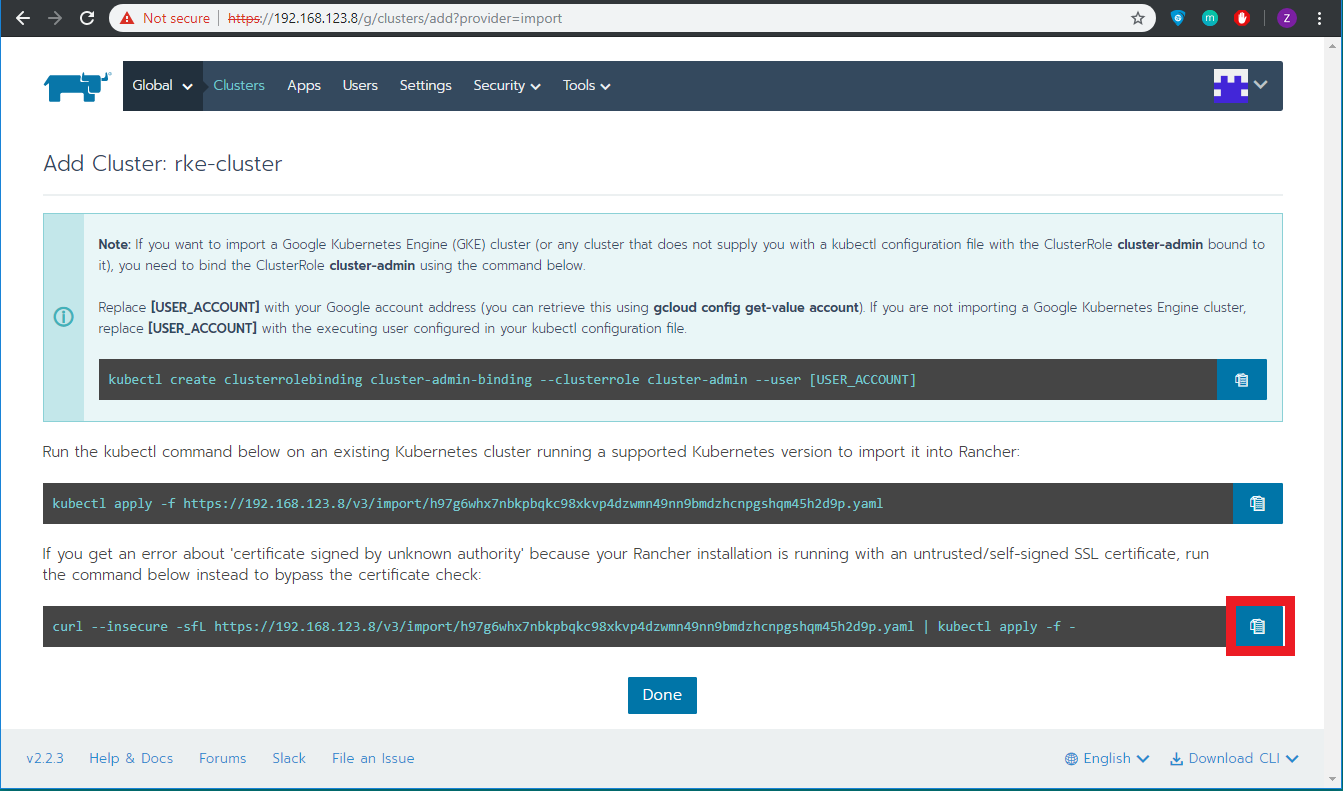 Not secure | https://192.168.123.8/g/clusters/add?provider=import
Z
m
Global Clusters Apps Users Settings Security Tools
Add Cluster: rke-cluster
Note: If you want to import a Google Kubernetes Engine (GKE) cluster (or any cluster that does not supply you with a kubectl configuration file with the ClusterRole cluster-admin bound to
it), you need to bind the ClusterRole cluster-admin using the command below.
Replace [USER_ACCOUNT] with your Google account address (you can retrieve this using gcloud config get-value account). If you are not importing a Google Kubernetes Engine cluster,
replace [USER_ACCOUNT] with the executing user configured in your kubectl configuration file.
kubectl create clusterrolebinding cluster-admin-binding --clusterrole cluster-admin --user [USER_ACCOUNT]
Run the kubectl command below on an existing Kubernetes cluster running a supported Kubernetes version to import it into Rancher:
kubectl apply -f https://192.168.123.8/v3/import/h97g6whx7nbkpbqkc98xkvp4dzwmn49nn9bmdzhcnpgshqm45h2d9p.yaml
If you get an error about 'certificate signed by unknown authority' because your Rancher installation is running with an untrusted/self-signed SSL certificate, run
the command below instead to bypass the certificate check:
curl --insecure -sfL https://192.168.123.8/v3/import/h97g6whx7nbkpbqkc98xkvp4dzwmn49nn9bmdzhcnpgshqm45h2d9p.yaml | kubectl apply -f -
Done
v2.2.3 Help & Docs Forums Slack File an Issue English Download CLI